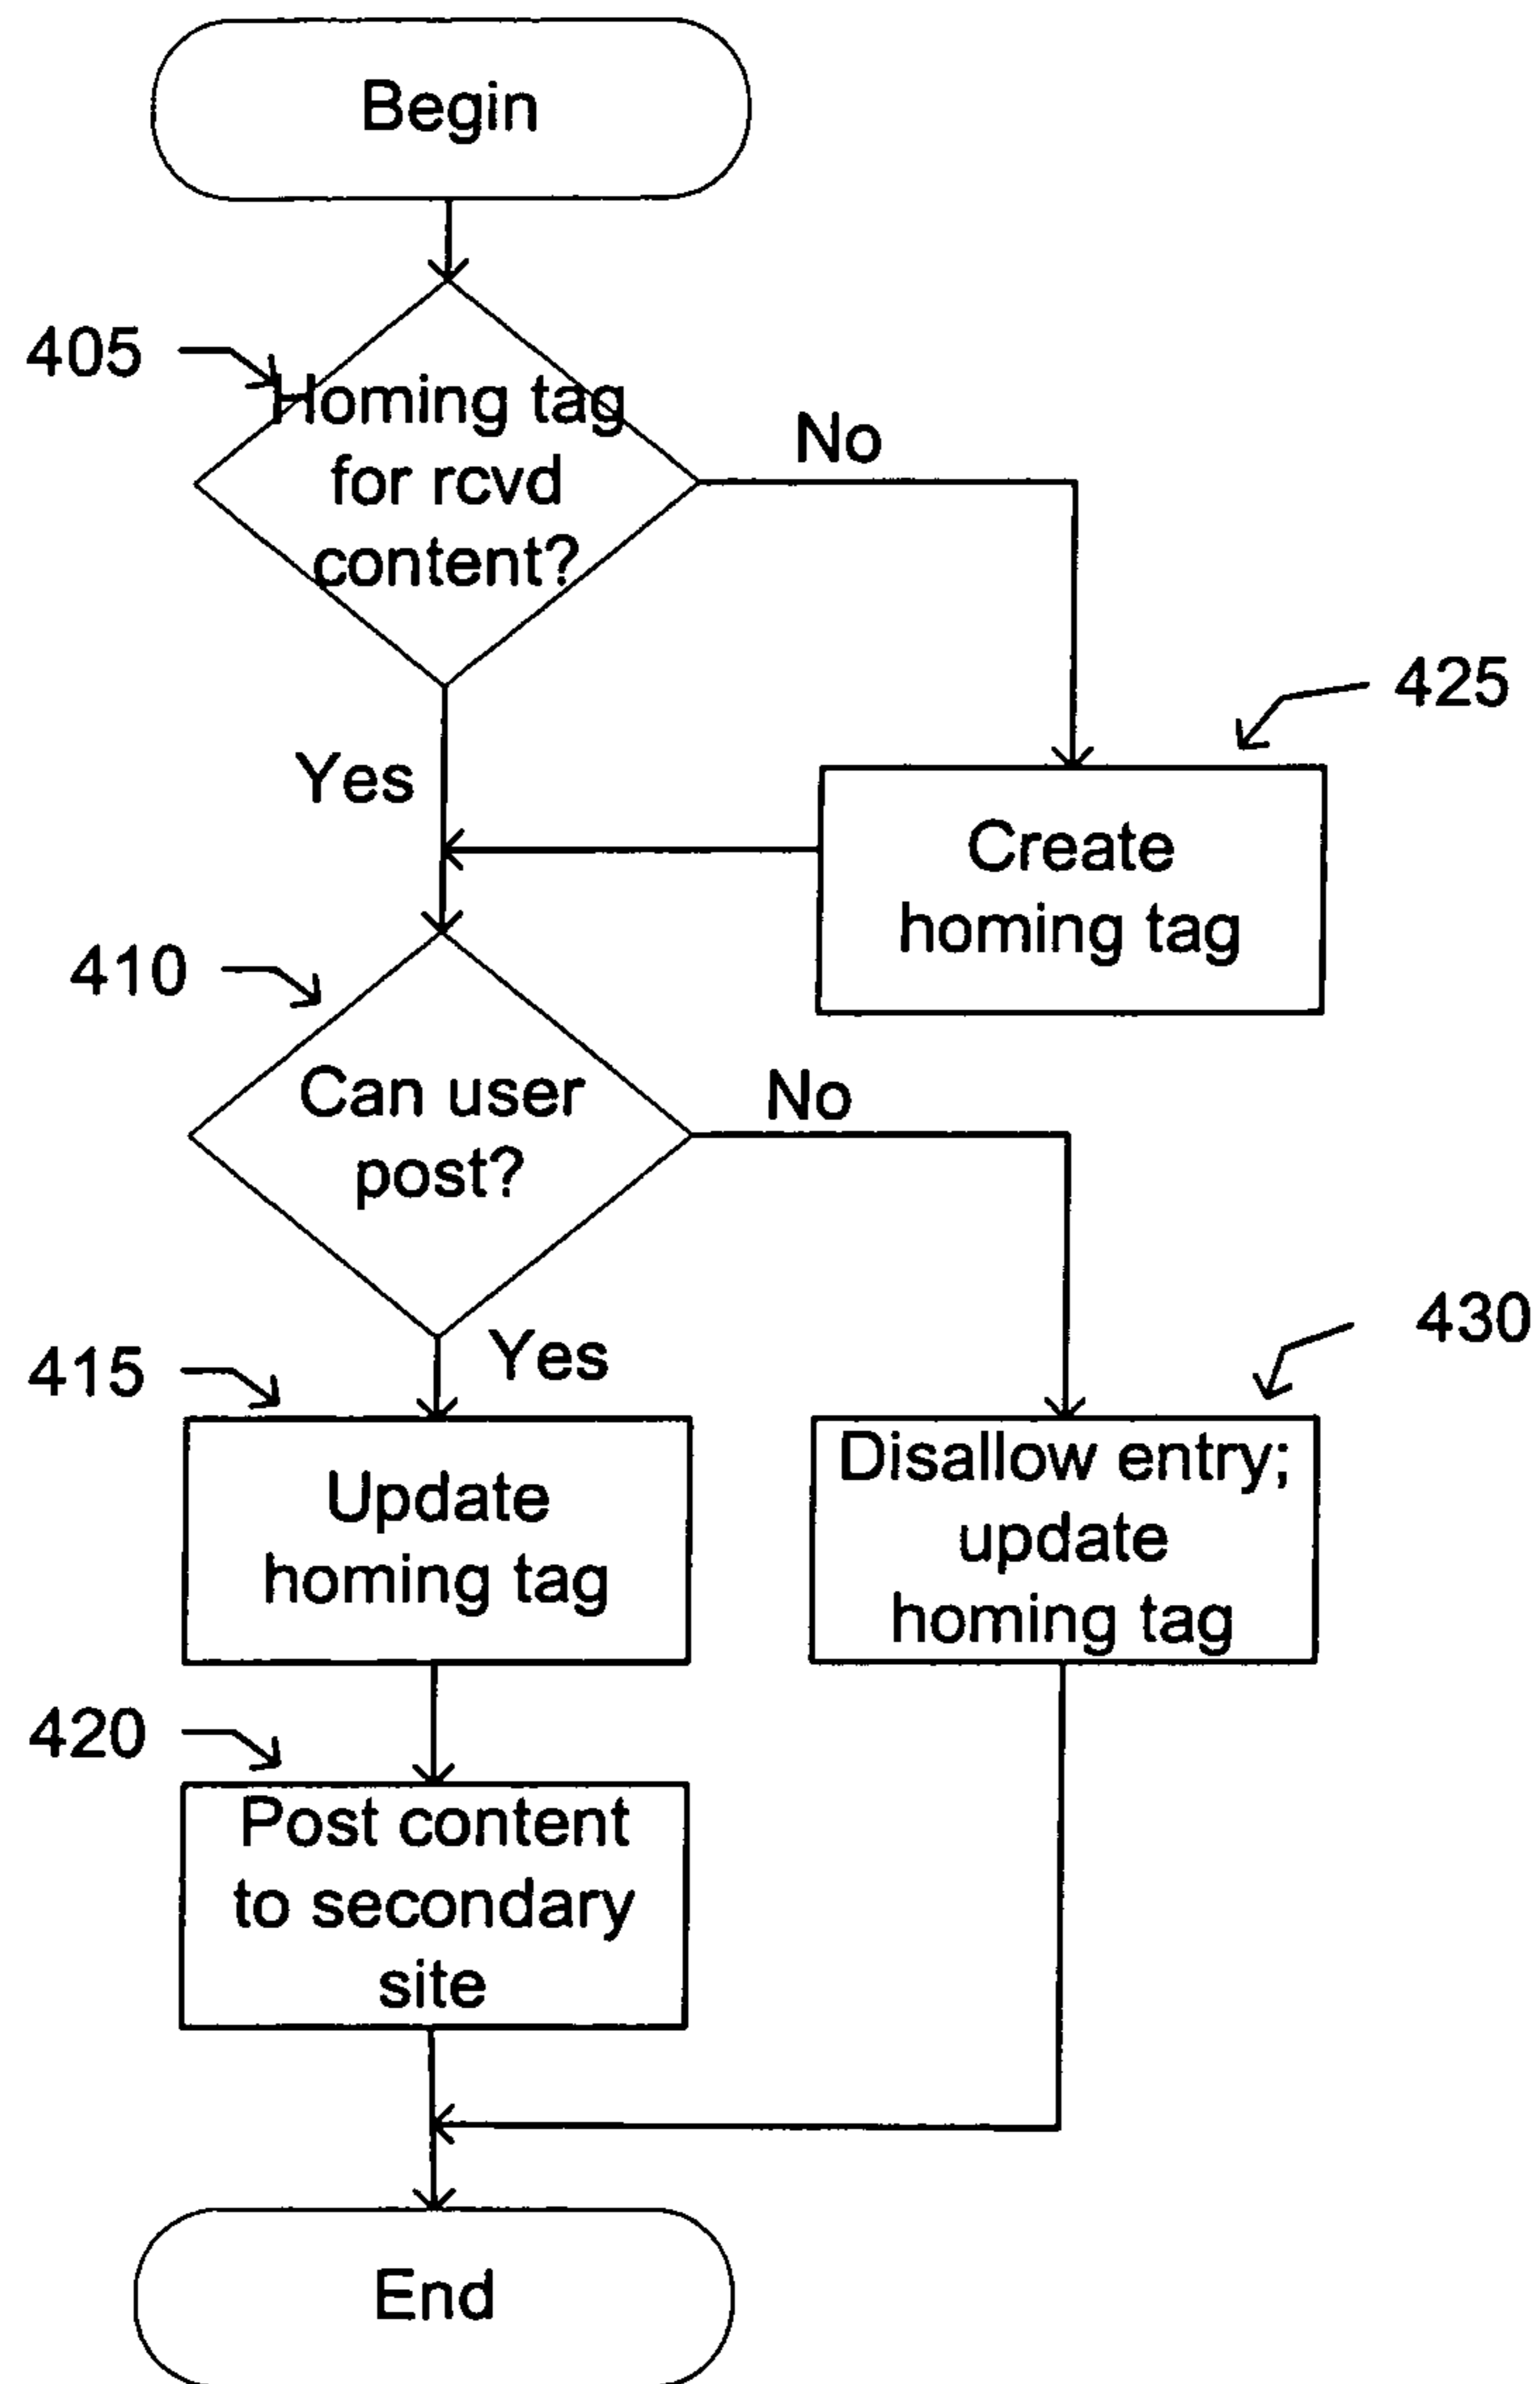 Begin
405
Homing tag
for rcvd
content?
No
425
Yes
Create
homing tag
410
Can user
post?
No
430
415
Yes
Update
homing tag
Disallow entry;
update
homing tag
420
Post content
to secondary
site
End